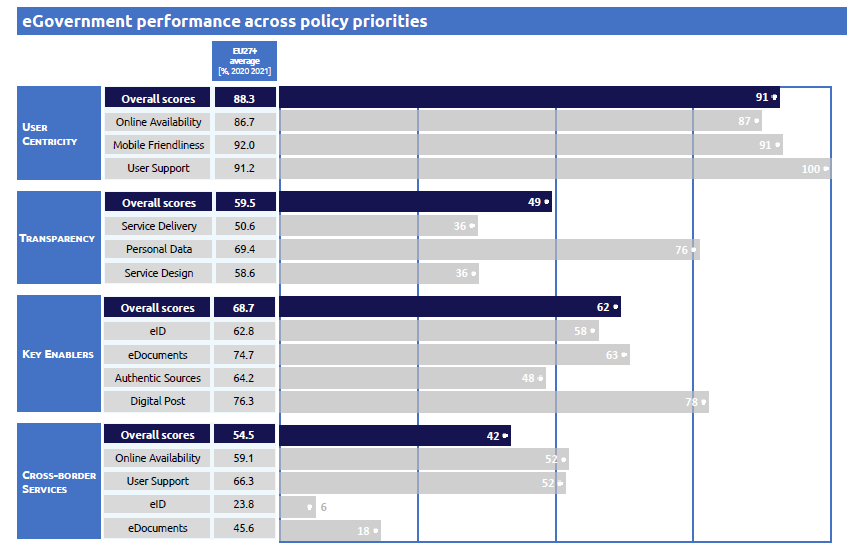 eGovernment performance across policy priorities
EU27+
average
[%, 2020 2021]
USER
CENTRICITY
Overall scores 88.3 91
Online Availability 86.7 87
Mobile Friendliness 92.0 91
User Support 91.2 100
TRANSPARENCY
Overall scores 59.5 49
Service Delivery 50.6 36
Personal Data 69.4 76
Service Design 58.6 36
KEY ENABLERS
Overall scores 68.7 62
eID 62.8 58
eDocuments 74.7 63
Authentic Sources 64.2 48
Digital Post 76.3 78
CROSS-BORDER
SERVICES
Overall scores 54.5 42
Online Availability 59.1 52
User Support 66.3 52
eID 23.8 6
eDocuments 45.6 18